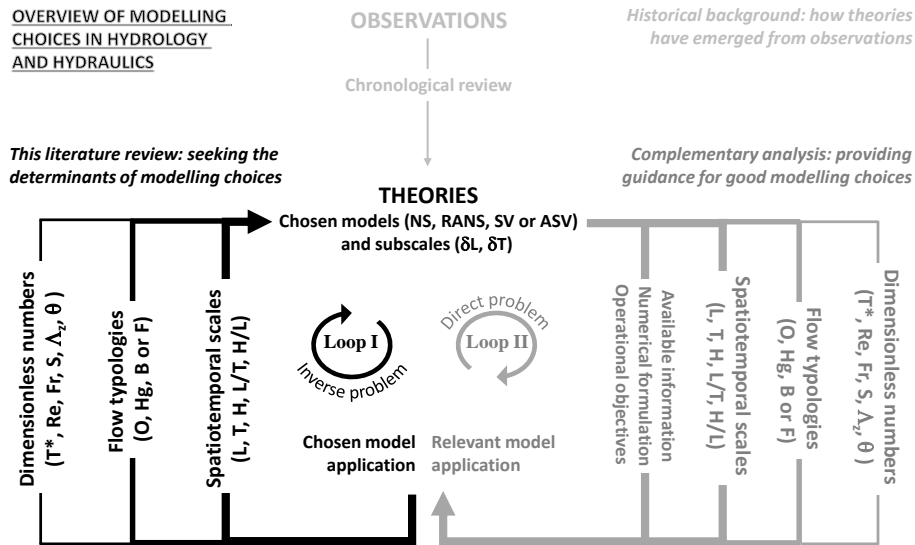 OVERVIEW OF MODELLING
CHOICES IN HYDROLOGY
AND HYDRAULICS
OBSERVATIONS
Historical background: how theories
have emerged from observations
Chronological review
This literature review: seeking the
determinants of modelling choices
Complementary analysis: providing
guidance for good modelling choices
THEORIES
Chosen models (NS, RANS, SV or ASV)
and subscales (δL, δT)
Dimensionless numbers
(T*, Re, Fr, S, Λz, θ )
Flow typologies
(O, Hg, B or F)
Spatiotemporal scales
(L, T, H, L/T, H/L)
Loop I
Inverse problem
Direct problem
Loop II
Operational objectives
Numerical formulation
Available information
Spatiotemporal scales
(L, T, H, L/T, H/L)
Flow typologies
(O, Hg, B or F)
Dimensionless numbers
(T*, Re, Fr, S, Λz, θ )
Chosen model
application
Relevant model
application